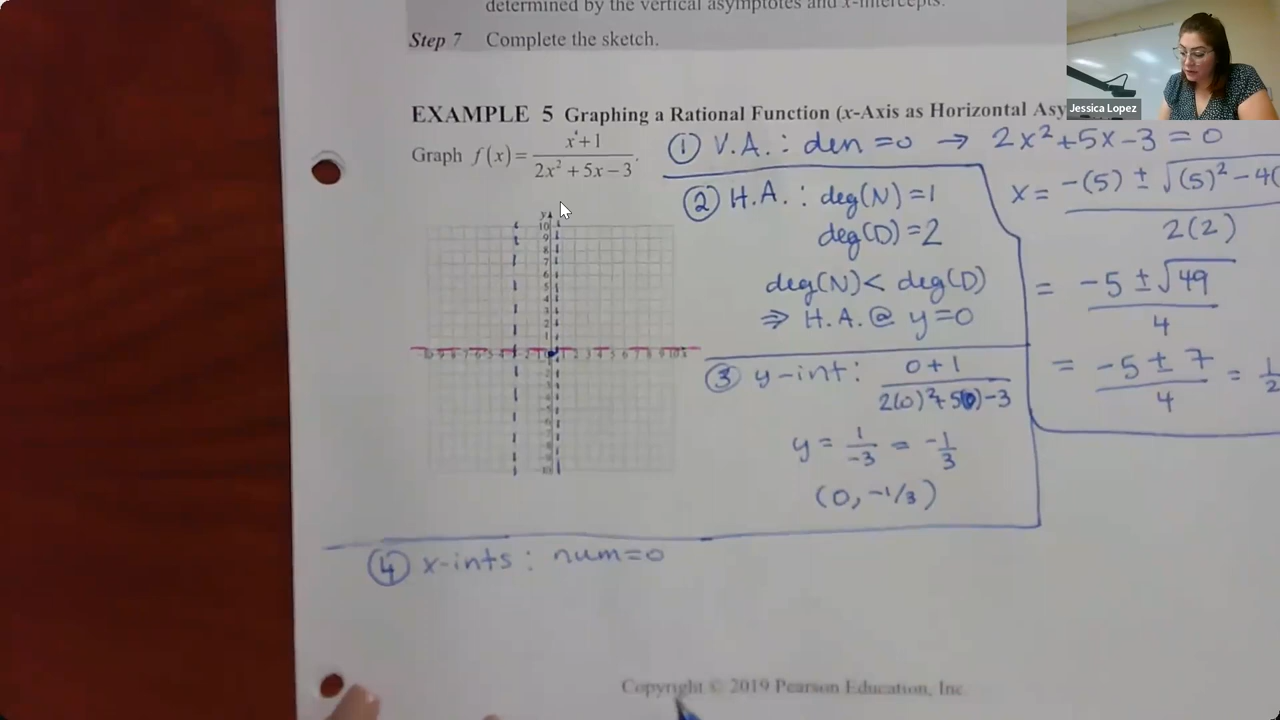 determined by the vertical asymptotes and x-intercepts.
Step 7 Complete the sketch.
Jessica Lopez
EXAMPLE 5 Graphing a Rational Function (x-Axis as Horizontal Asy
Graph f(x) = x¹+1 / 2x² + 5x − 3.
① V.A. : den = 0 → 2x²+5x−3 = 0
x = −(5) ± √(5)² −4(
2(2)
= −5 ± √49 / 4
= −5 ± 7 / 4 = 1/2
② H.A. : deg(N) = 1
deg(D) = 2
deg(N) < deg(D)
⇒ H.A. @ y=0
③ y-int : 0+1 / 2(0)²+5(0)−3
y = 1/−3 = −1/3
(0, −1/3)
④ x-ints : num=0
Copyright © 2019 Pearson Education, Inc.